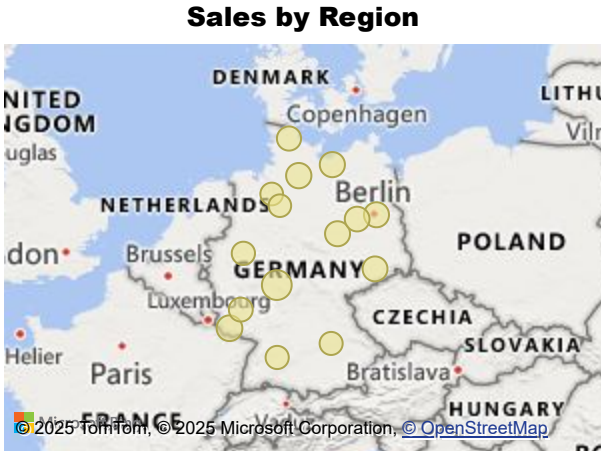 Sales by Region
DENMARK
LITHU
NITED
NGDOM
Copenhagen
Viln
uglas
Berlin
NETHERLANDS
don
Brussels
POLAND
GERMANY
Luxembourg
CZECHIA
Helier
SLOVAKIA
Paris
Bratislava
HUNGARY
FRANCE
© 2025 TomTom, © 2025 Microsoft Corporation, © OpenStreetMap